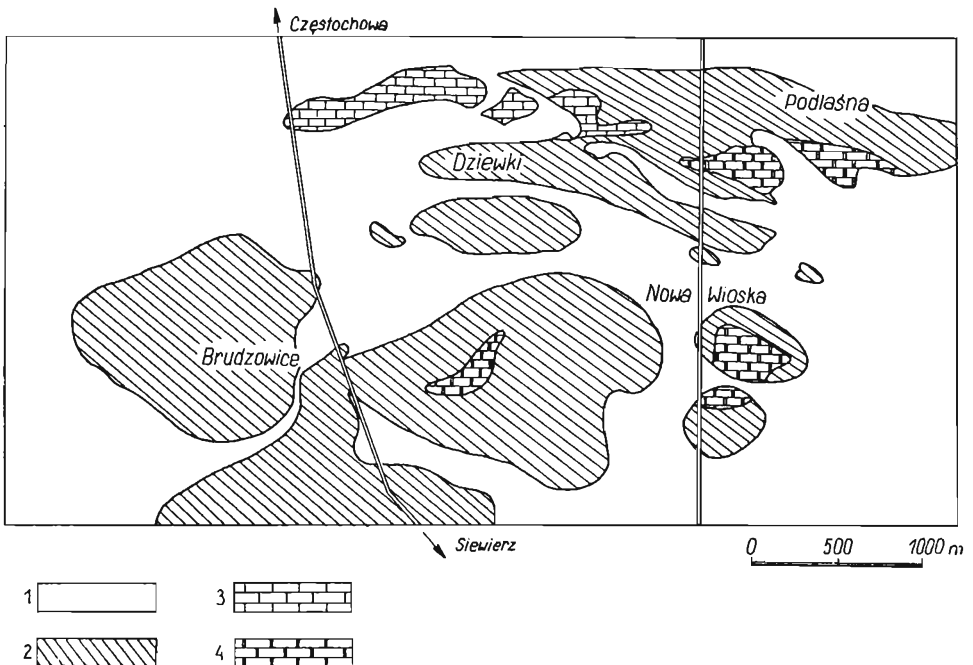 Częstochowa
Podlaśna
Dziewki
Nowa Wioska
Brudzowice
Siewierz
0 500 1000 m
1 3
2 4